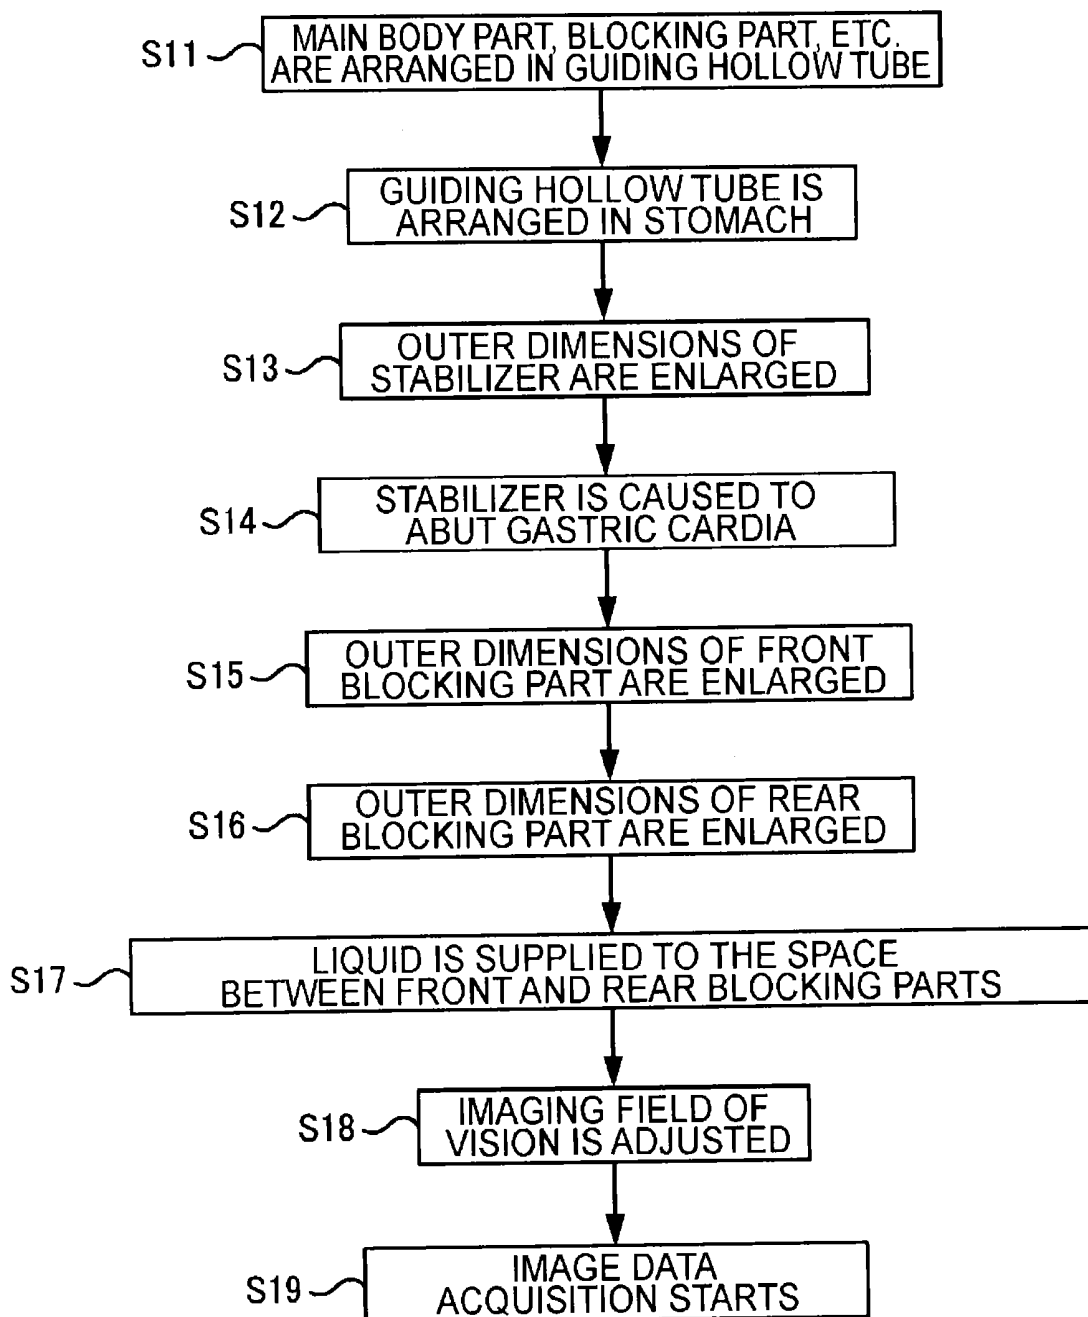 S11
MAIN BODY PART, BLOCKING PART, ETC.
ARE ARRANGED IN GUIDING HOLLOW TUBE
S12
GUIDING HOLLOW TUBE IS
ARRANGED IN STOMACH
S13
OUTER DIMENSIONS OF
STABILIZER ARE ENLARGED
S14
STABILIZER IS CAUSED TO
ABUT GASTRIC CARDIA
S15
OUTER DIMENSIONS OF FRONT
BLOCKING PART ARE ENLARGED
S16
OUTER DIMENSIONS OF REAR
BLOCKING PART ARE ENLARGED
S17
LIQUID IS SUPPLIED TO THE SPACE
BETWEEN FRONT AND REAR BLOCKING PARTS
S18
IMAGING FIELD OF
VISION IS ADJUSTED
S19
IMAGE DATA
ACQUISITION STARTS